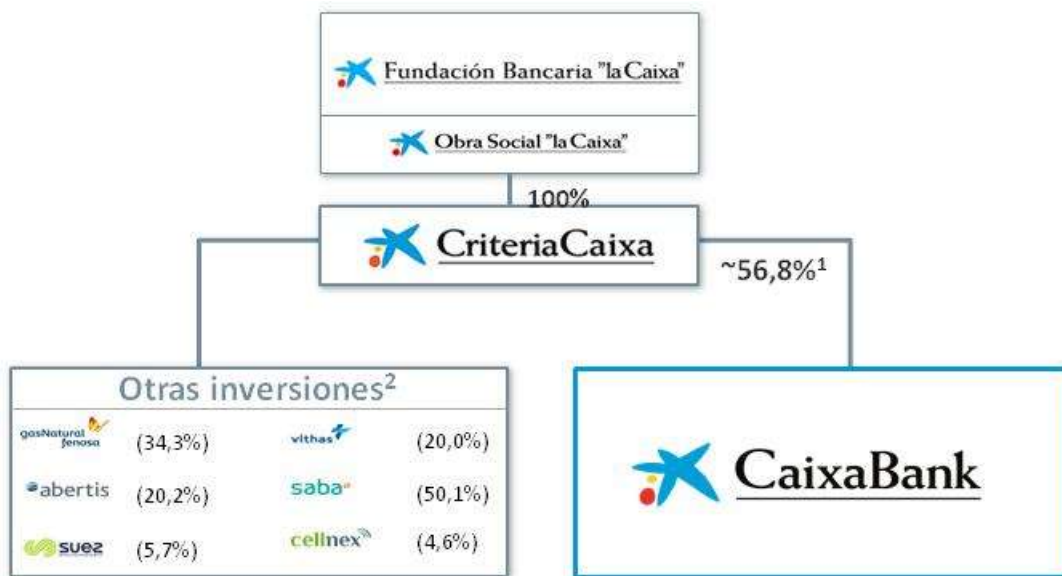 Fundación Bancaria "la Caixa"
Obra Social "la Caixa"
100%
CriteriaCaixa
~56,8%¹
Otras inversiones²
gasNatural fenosa (34,3%)
vithas (20,0%)
abertis (20,2%)
saba (50,1%)
suez (5,7%)
cellnex (4,6%)
CaixaBank